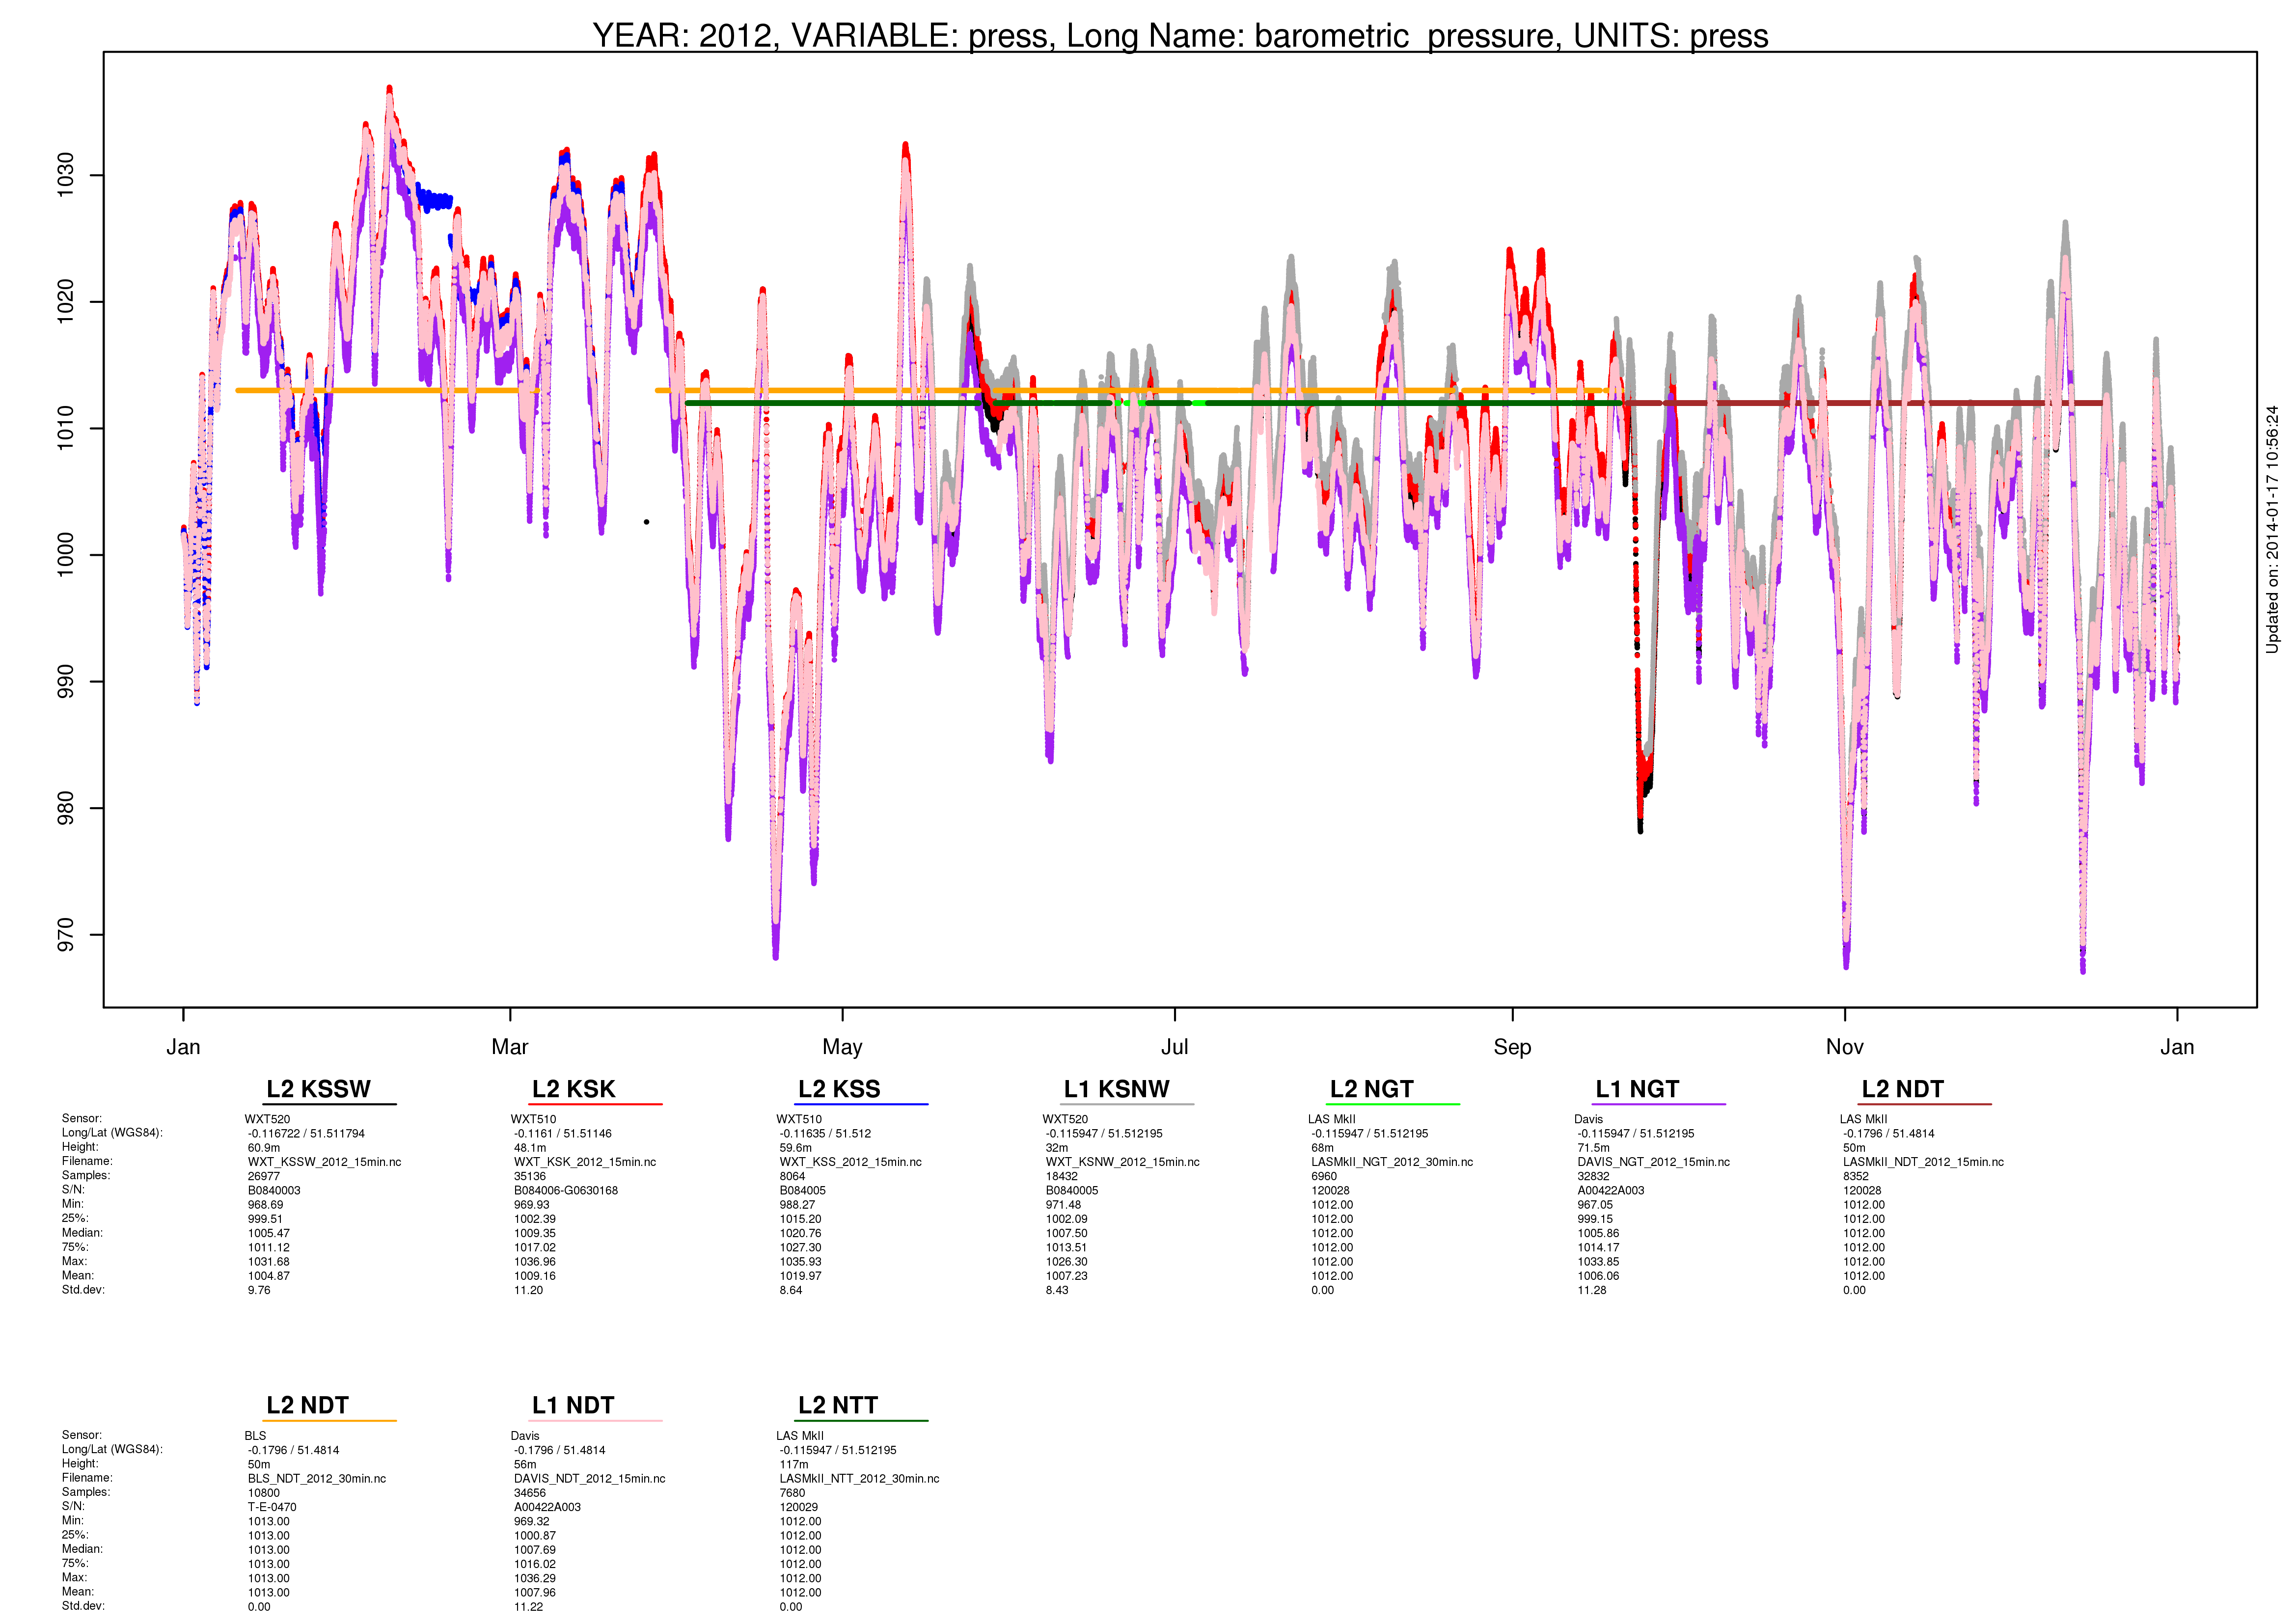 YEAR: 2012, VARIABLE: press, Long Name: barometric pressure, UNITS: press
1030
1020
1010
1000
990
980
970
Updated on: 2014-01-17 10:56:24
Jan Mar May Jul Sep Nov Jan
L2 KSSW L2 KSK L2 KSS L1 KSNW L2 NGT L1 NGT L2 NDT
Sensor: WXT520 WXT510 WXT510 WXT520 LAS MkII Davis LAS MkII
Long/Lat (WGS84): -0.116722 / 51.511794 -0.1161 / 51.51146 -0.11635 / 51.512 -0.115947 / 51.512195 -0.115947 / 51.512195 -0.115947 / 51.512195 -0.1796 / 51.4814
Height: 60.9m 48.1m 59.6m 32m 68m 71.5m 50m
Filename: WXT_KSSW_2012_15min.nc WXT_KSK_2012_15min.nc WXT_KSS_2012_15min.nc WXT_KSNW_2012_15min.nc LASMkII_NGT_2012_30min.nc DAVIS_NGT_2012_15min.nc LASMkII_NDT_2012_15min.nc
Samples: 26977 35136 8064 18432 6960 32832 8352
S/N: B0840003 B084006-G0630168 B084005 B0840005 120028 A00422A003 120028
Min: 968.69 969.93 988.27 971.48 1012.00 967.05 1012.00
25%: 999.51 1002.39 1015.20 1002.09 1012.00 999.15 1012.00
Median: 1005.47 1009.35 1020.76 1007.50 1012.00 1005.86 1012.00
75%: 1011.12 1017.02 1027.30 1013.51 1012.00 1014.17 1012.00
Max: 1031.68 1036.96 1035.93 1026.30 1012.00 1033.85 1012.00
Mean: 1004.87 1009.16 1019.97 1007.23 1012.00 1006.06 1012.00
Std.dev: 9.76 11.20 8.64 8.43 0.00 11.28 0.00
L2 NDT L1 NDT L2 NTT
Sensor: BLS Davis LAS MkII
Long/Lat (WGS84): -0.1796 / 51.4814 -0.1796 / 51.4814 -0.115947 / 51.512195
Height: 50m 56m 117m
Filename: BLS_NDT_2012_30min.nc DAVIS_NDT_2012_15min.nc LASMkII_NTT_2012_30min.nc
Samples: 10800 34656 7680
S/N: T-E-0470 A00422A003 120029
Min: 1013.00 969.32 1012.00
25%: 1013.00 1000.87 1012.00
Median: 1013.00 1007.69 1012.00
75%: 1013.00 1016.02 1012.00
Max: 1013.00 1036.29 1012.00
Mean: 1013.00 1007.96 1012.00
Std.dev: 0.00 11.22 0.00